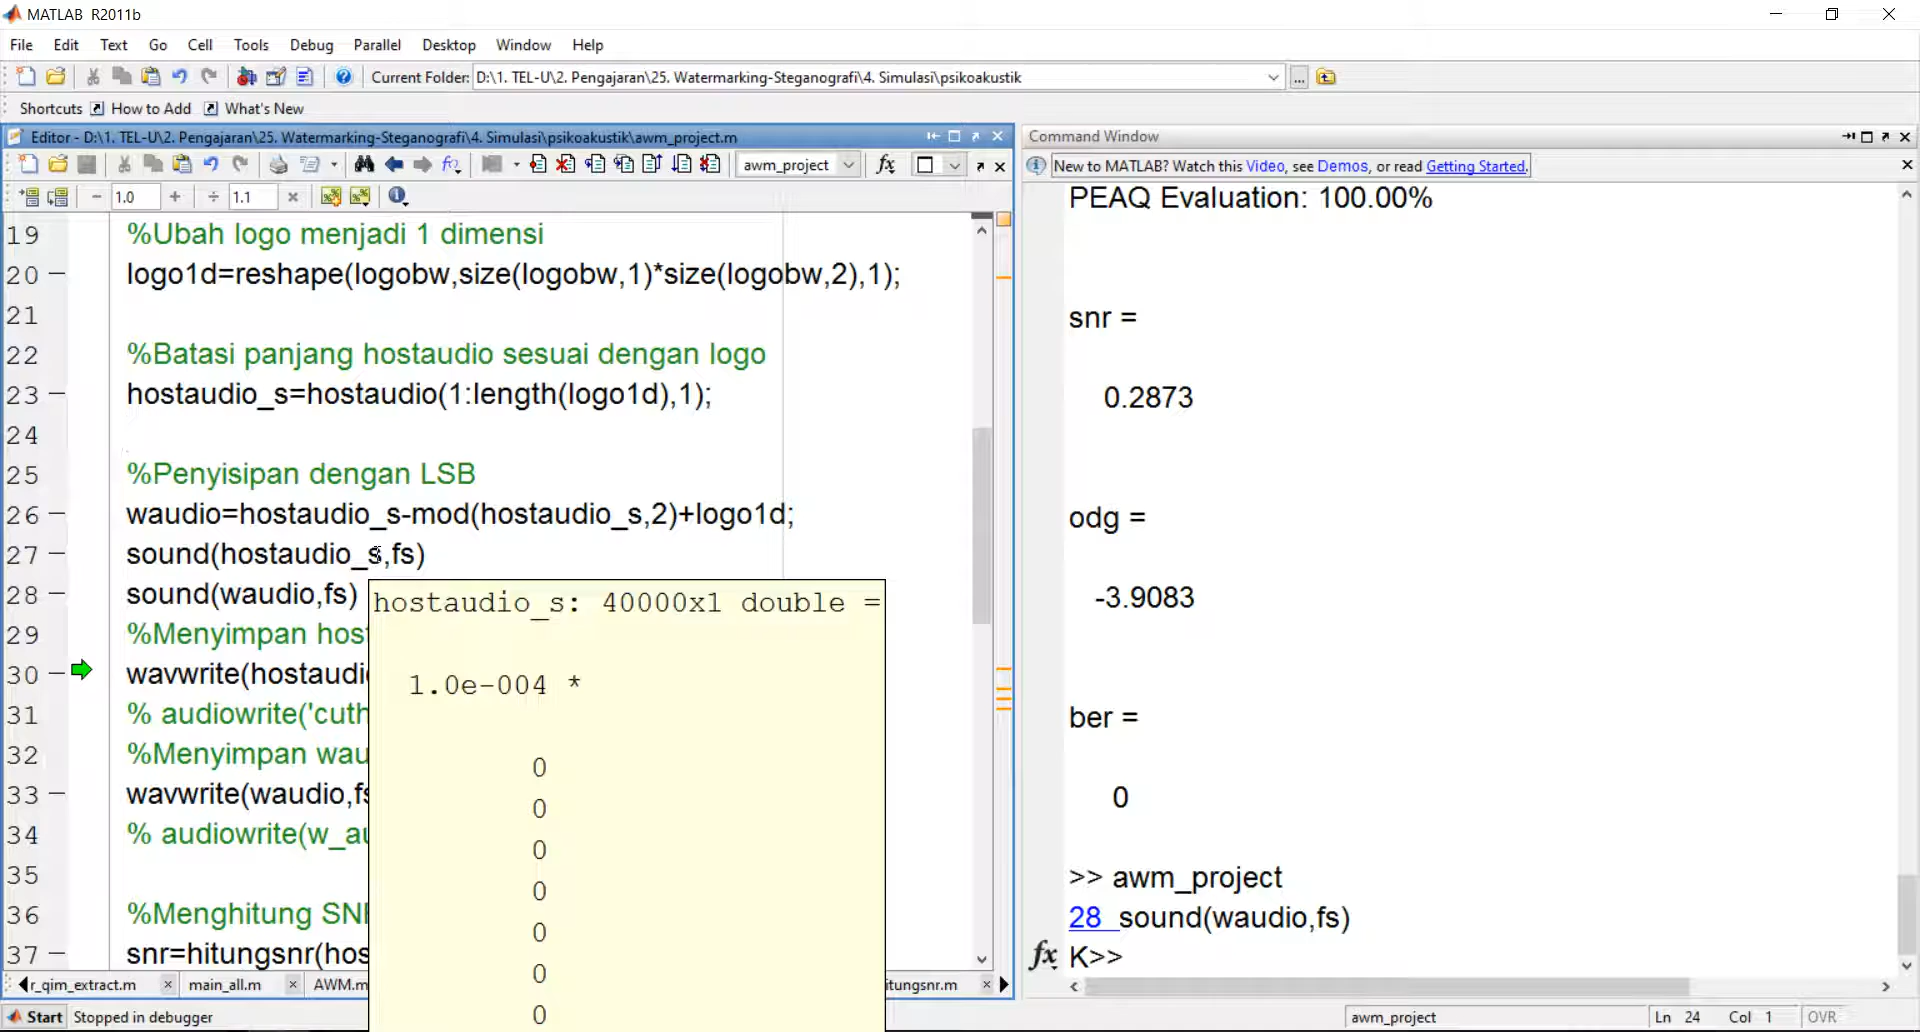 MATLAB R2011b
File Edit Text Go Cell Tools Debug Parallel Desktop Window Help
Current Folder: D:\1. TEL-U\2. Pengajaran\25. Watermarking-Steganografi\4. Simulasi\psikoakustik
Shortcuts How to Add What's New
Editor - D:\1. TEL-U\2. Pengajaran\25. Watermarking-Steganografi\4. Simulasi\psikoakustik\awm_project.m
awm_project fx
- 1.0 + ÷ 1.1 ×
19 %Ubah logo menjadi 1 dimensi
20 logo1d=reshape(logobw,size(logobw,1)*size(logobw,2),1);
21
22 %Batasi panjang hostaudio sesuai dengan logo
23 hostaudio_s=hostaudio(1:length(logo1d),1);
24
25 %Penyisipan dengan LSB
26 waudio=hostaudio_s-mod(hostaudio_s,2)+logo1d;
27 sound(hostaudio_s,fs)
28 sound(waudio,fs)
29 %Menyimpan host
30 wavwrite(hostaudi
31 % audiowrite('cuth
32 %Menyimpan wau
33 wavwrite(waudio,fs
34 % audiowrite(w_au
35
36 %Menghitung SNR
37 snr=hitungsnr(hos
hostaudio_s: 40000x1 double =
1.0e-004 *
0
0
0
0
0
0
0
r_qim_extract.m main_all.m AWM.m itungsnr.m
Command Window
New to MATLAB? Watch this Video, see Demos, or read Getting Started.
PEAQ Evaluation: 100.00%
snr =
0.2873
odg =
-3.9083
ber =
0
>> awm_project
28 sound(waudio,fs)
fx K>>
Start Stopped in debugger
awm_project Ln 24 Col 1 OVR